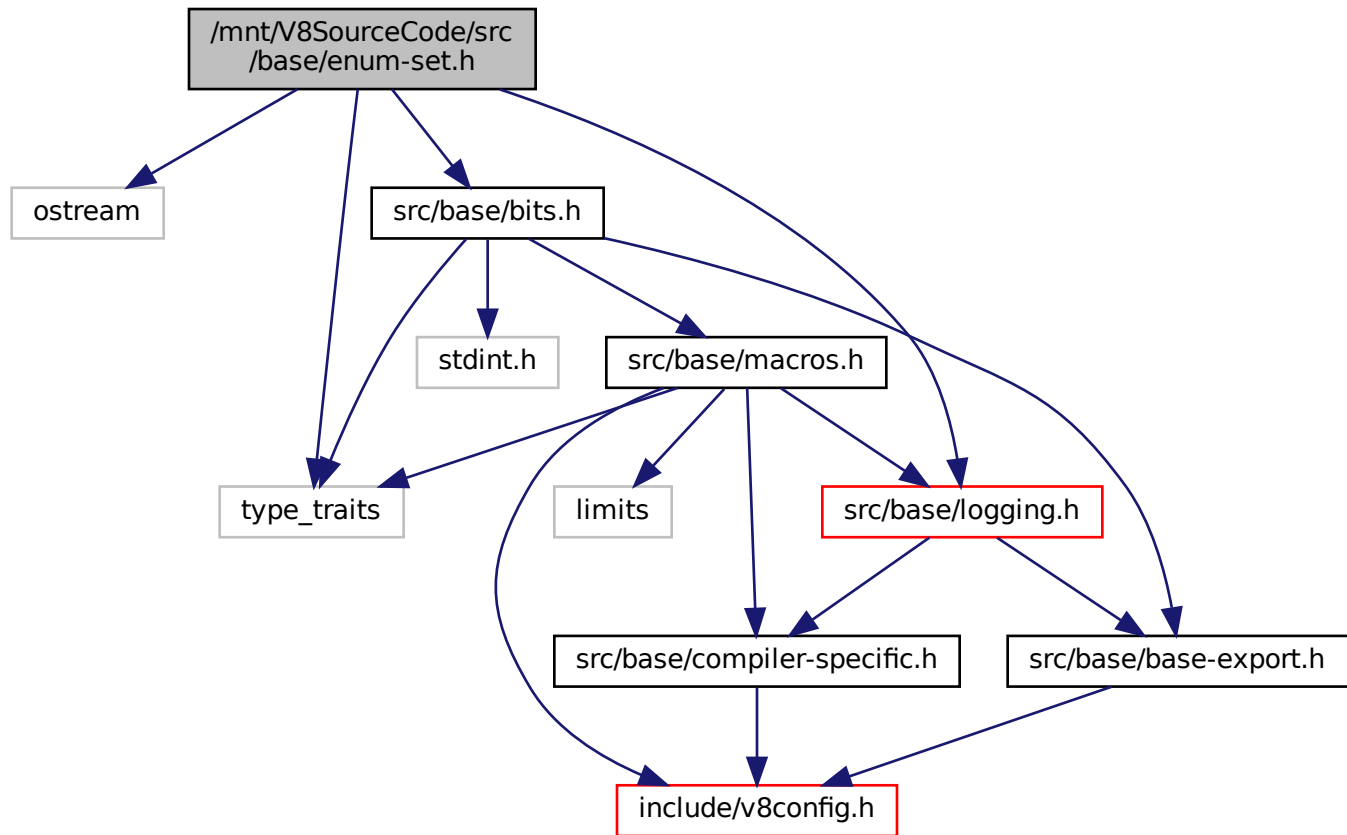 /mnt/V8SourceCode/src
/base/enum-set.h
ostream
src/base/bits.h
stdint.h
src/base/macros.h
type_traits
limits
src/base/logging.h
src/base/compiler-specific.h
src/base/base-export.h
include/v8config.h